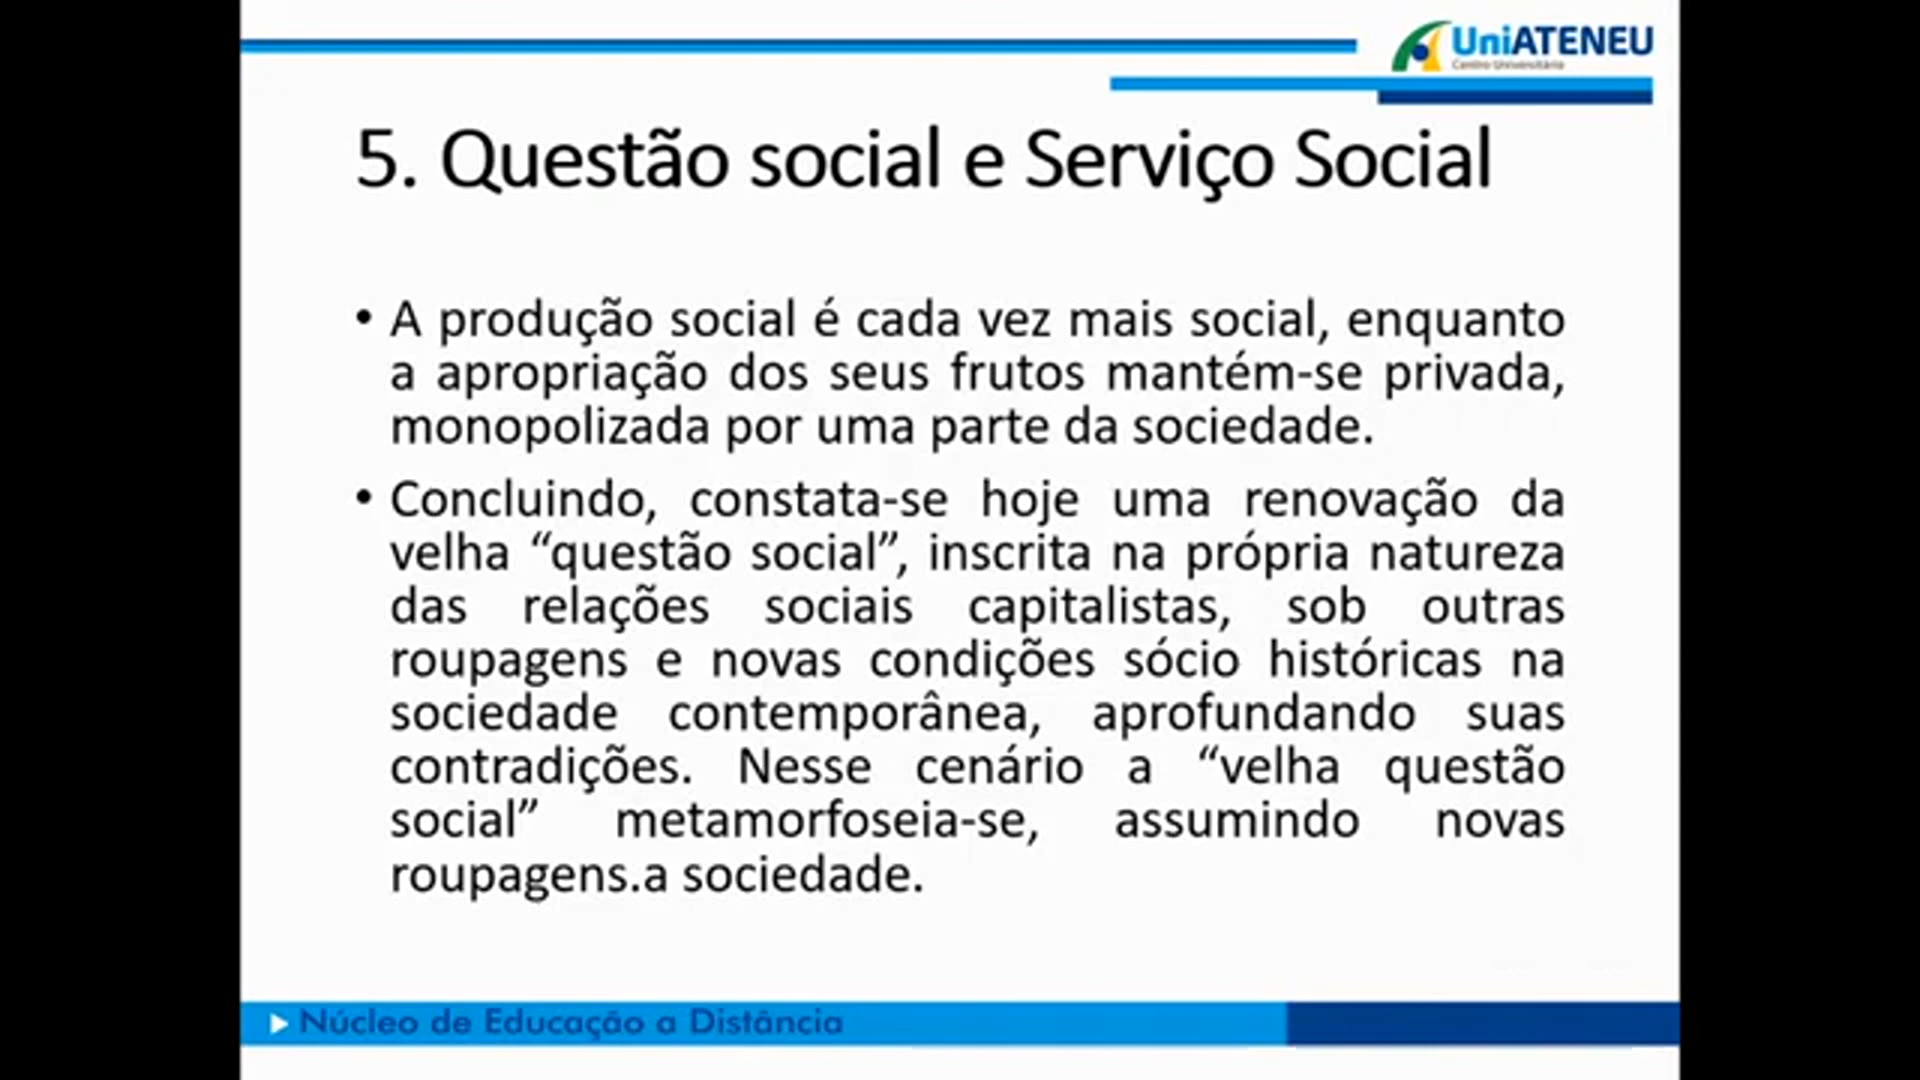 UniATENEU
Centro Universitário
5. Questão social e Serviço Social
• A produção social é cada vez mais social, enquanto
a apropriação dos seus frutos mantém-se privada,
monopolizada por uma parte da sociedade.
• Concluindo, constata-se hoje uma renovação da
velha “questão social”, inscrita na própria natureza
das relações sociais capitalistas, sob outras
roupagens e novas condições sócio históricas na
sociedade contemporânea, aprofundando suas
contradições. Nesse cenário a “velha questão
social” metamorfoseia-se, assumindo novas
roupagens.a sociedade.
Núcleo de Educação a Distância